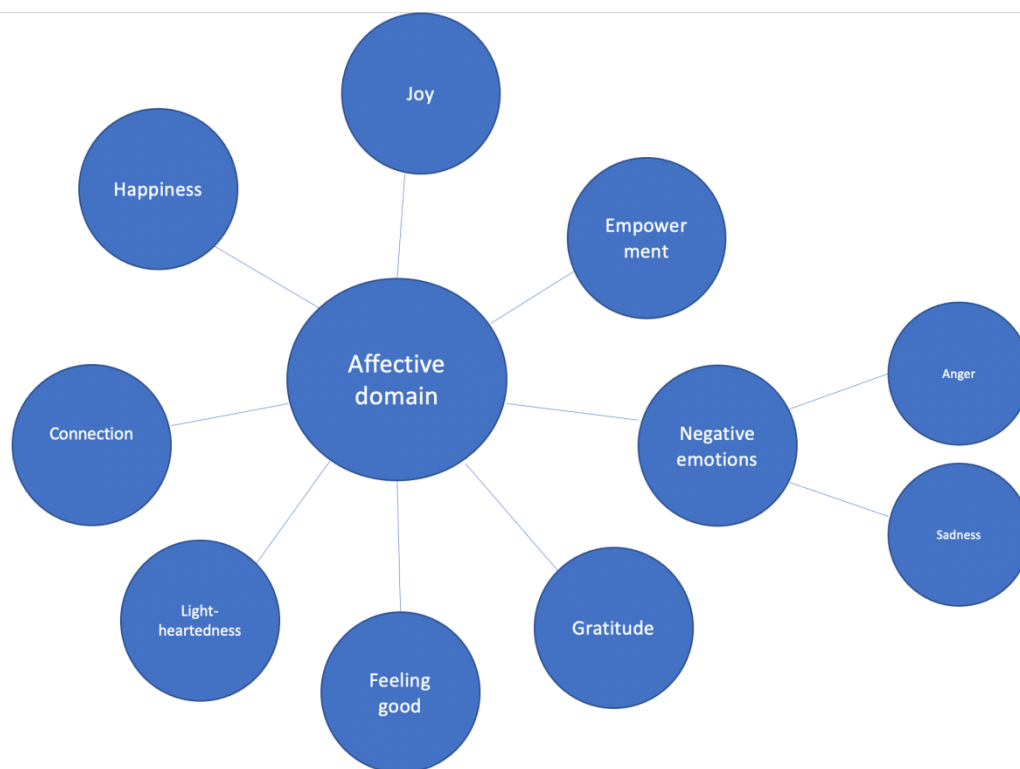 Joy
Happiness
Empower
ment
Affective
domain
Anger
Connection
Negative
emotions
Sadness
Light-
heartedness
Gratitude
Feeling
good